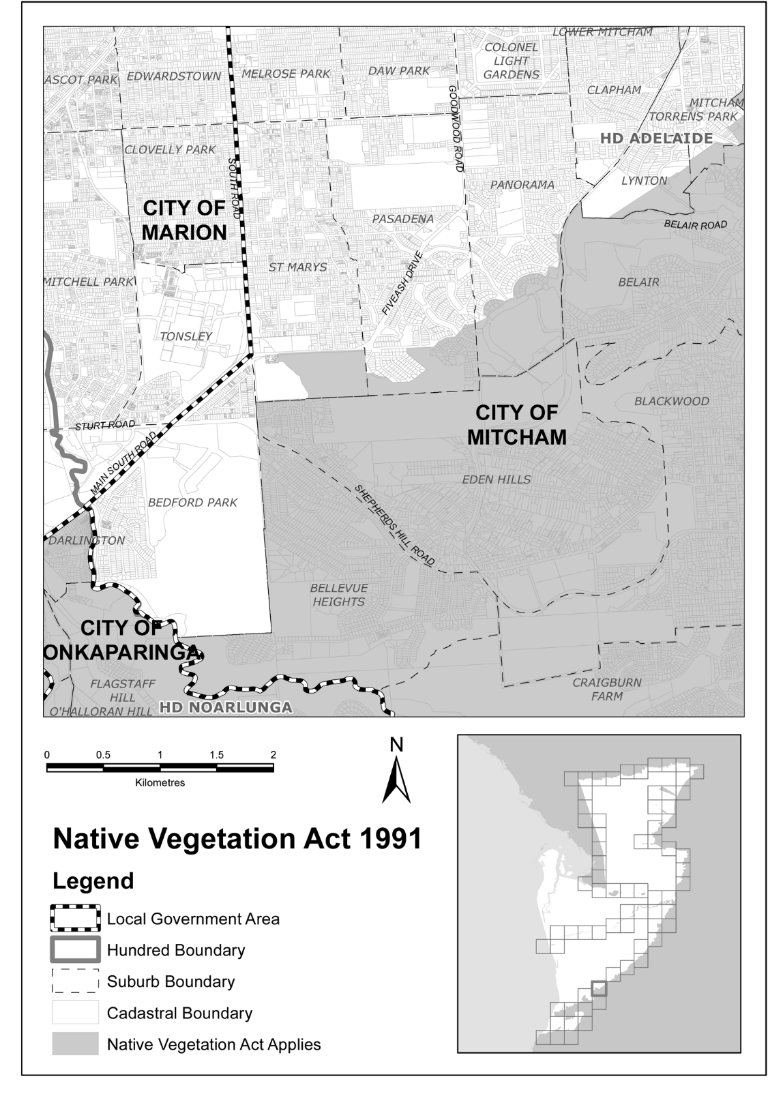 LOWER MITCHAM
COLONEL
LIGHT
GARDENS
ASCOT PARK
EDWARDSTOWN
MELROSE PARK
DAW PARK
CLAPHAM
MITCHAM
TORRENS PARK
GOODWOOD ROAD
HD ADELAIDE
CLOVELLY PARK
SOUTH ROAD
PANORAMA
LYNTON
CITY OF
MARION
PASADENA
BELAIR ROAD
ST MARYS
FIVEASH DRIVE
MITCHELL PARK
BELAIR
TONSLEY
BLACKWOOD
CITY OF
MITCHAM
STURT ROAD
MAIN SOUTH ROAD
EDEN HILLS
BEDFORD PARK
SHEPHERDS HILL ROAD
DARLINGTON
BELLEVUE
HEIGHTS
CITY OF
ONKAPARINGA
FLAGSTAFF
HILL
O'HALLORAN HILL
HD NOARLUNGA
CRAIGBURN
FARM
0 0.5 1 1.5 2
Kilometres
N
Native Vegetation Act 1991
Legend
Local Government Area
Hundred Boundary
Suburb Boundary
Cadastral Boundary
Native Vegetation Act Applies